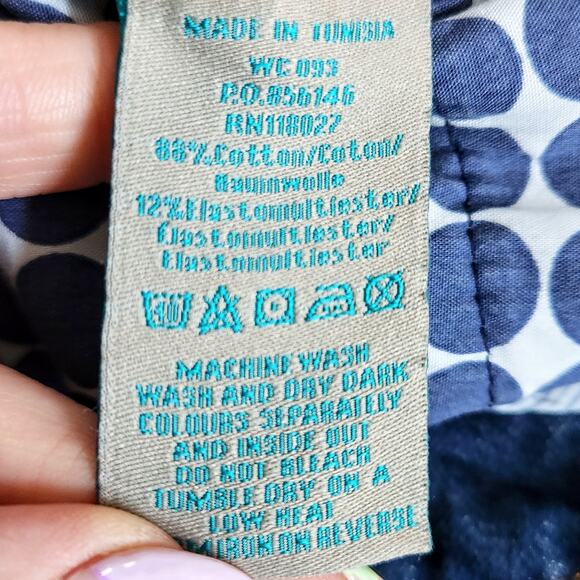 MADE IN TUNISIA
WC 093
P.O.856146
RN118027
88%Cotton/Coton/
Baumwolle
12%Elastomultiester/
Élastomultiester/
Elastomultiester
MACHINE WASH
WASH AND DRY DARK
COLOURS SEPARATELY
AND INSIDE OUT
DO NOT BLEACH
TUMBLE DRY ON A
LOW HEAT
IRON ON REVERSE